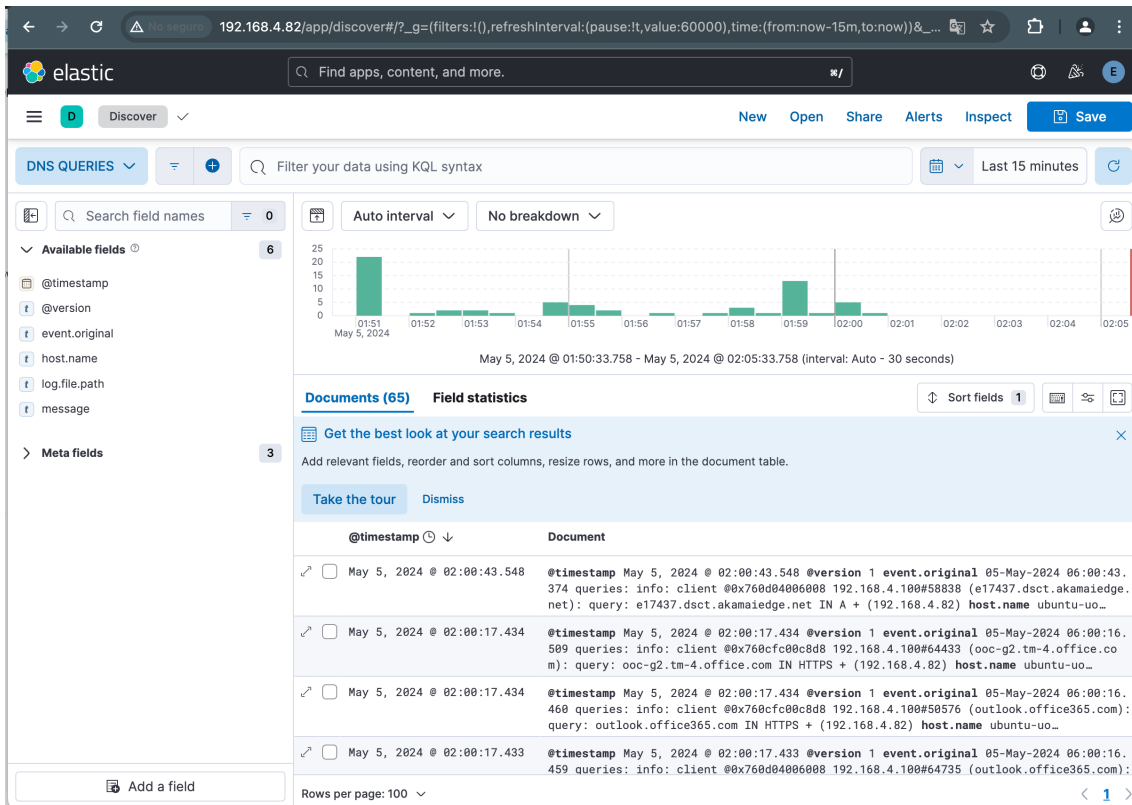 No seguro 192.168.4.82/app/discover#/?_g=(filters:!(),refreshInterval:(pause:!t,value:60000),time:(from:now-15m,to:now))&_...
elastic
Find apps, content, and more.
⌘/
E
D
Discover
New
Open
Share
Alerts
Inspect
Save
DNS QUERIES
Filter your data using KQL syntax
Last 15 minutes
Search field names
0
Available fields
6
@timestamp
@version
event.original
host.name
log.file.path
message
Meta fields
3
Add a field
Auto interval
No breakdown
25
20
15
10
5
0
01:51 01:52 01:53 01:54 01:55 01:56 01:57 01:58 01:59 02:00 02:01 02:02 02:03 02:04 02:05
May 5, 2024
May 5, 2024 @ 01:50:33.758 - May 5, 2024 @ 02:05:33.758 (interval: Auto - 30 seconds)
Documents (65)
Field statistics
Sort fields 1
Get the best look at your search results
Add relevant fields, reorder and sort columns, resize rows, and more in the document table.
Take the tour
Dismiss
@timestamp
Document
May 5, 2024 @ 02:00:43.548
@timestamp May 5, 2024 @ 02:00:43.548 @version 1 event.original 05-May-2024 06:00:43.
374 queries: info: client @0x760d04006008 192.168.4.100#58838 (e17437.dsct.akamaiedge.
net): query: e17437.dsct.akamaiedge.net IN A + (192.168.4.82) host.name ubuntu-uo…
May 5, 2024 @ 02:00:17.434
@timestamp May 5, 2024 @ 02:00:17.434 @version 1 event.original 05-May-2024 06:00:16.
509 queries: info: client @0x760cfc00c8d8 192.168.4.100#64433 (ooc-g2.tm-4.office.co
m): query: ooc-g2.tm-4.office.com IN HTTPS + (192.168.4.82) host.name ubuntu-uo…
May 5, 2024 @ 02:00:17.434
@timestamp May 5, 2024 @ 02:00:17.434 @version 1 event.original 05-May-2024 06:00:16.
460 queries: info: client @0x760cfc00c8d8 192.168.4.100#50576 (outlook.office365.com):
query: outlook.office365.com IN HTTPS + (192.168.4.82) host.name ubuntu-uo…
May 5, 2024 @ 02:00:17.433
@timestamp May 5, 2024 @ 02:00:17.433 @version 1 event.original 05-May-2024 06:00:16.
459 queries: info: client @0x760d04006008 192.168.4.100#64735 (outlook.office365.com):
Rows per page: 100
1